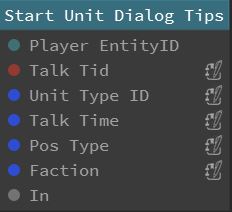 Start Unit Dialog Tips
Player EntityID
Talk Tid
Unit Type ID
Talk Time
Pos Type
Faction
In